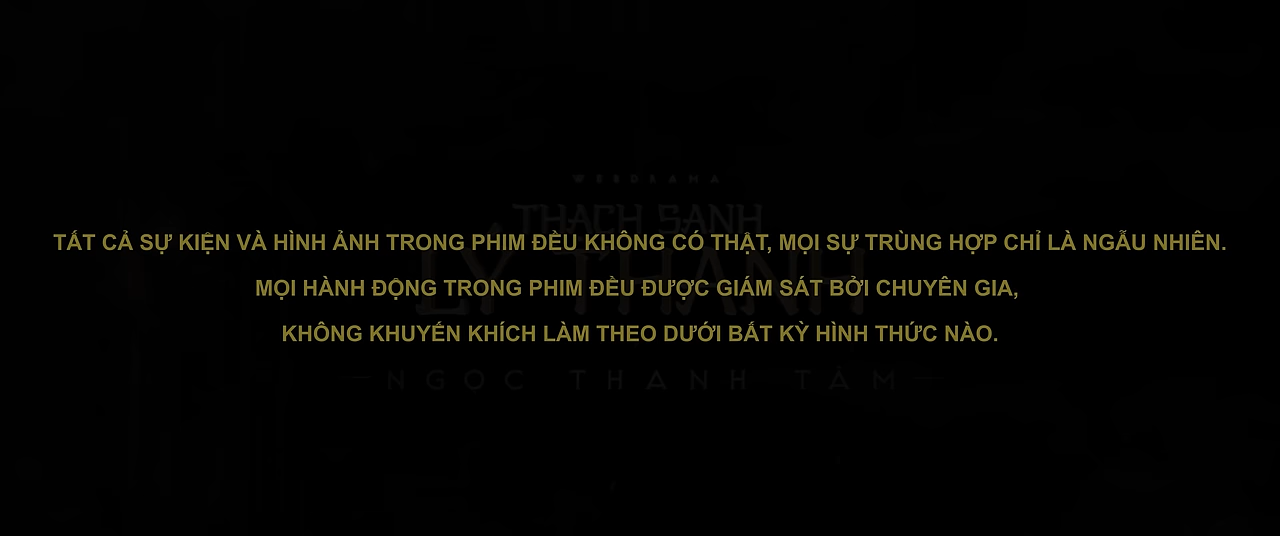 WEBDRAMA
THẠCH SANH
TẤT CẢ SỰ KIỆN VÀ HÌNH ẢNH TRONG PHIM ĐỀU KHÔNG CÓ THẬT, MỌI SỰ TRÙNG HỢP CHỈ LÀ NGẪU NHIÊN.
LÝ THANH
MỌI HÀNH ĐỘNG TRONG PHIM ĐỀU ĐƯỢC GIÁM SÁT BỞI CHUYÊN GIA,
KHÔNG KHUYẾN KHÍCH LÀM THEO DƯỚI BẤT KỲ HÌNH THỨC NÀO.
NGỌC THANH TÂM